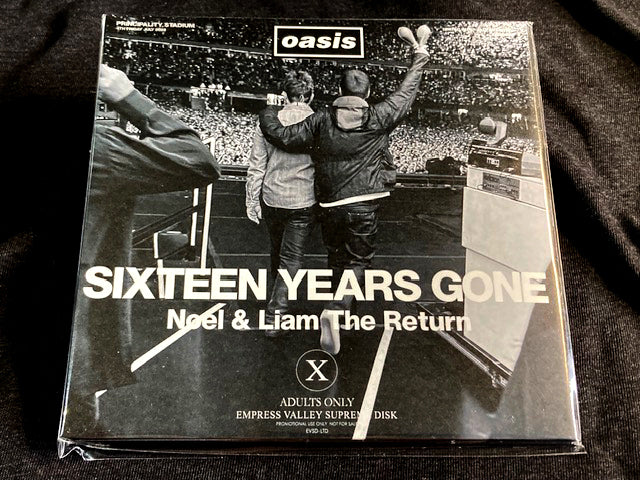 PRINCIPALITY STADIUM
oasis
moog
SIXTEEN YEARS GONE
Noel & Liam The Return
X
ADULTS ONLY
EMPRESS VALLEY SUPREME DISK
PROMOTIONAL USE ONLY NOT FOR SALE
EVSD-LTD